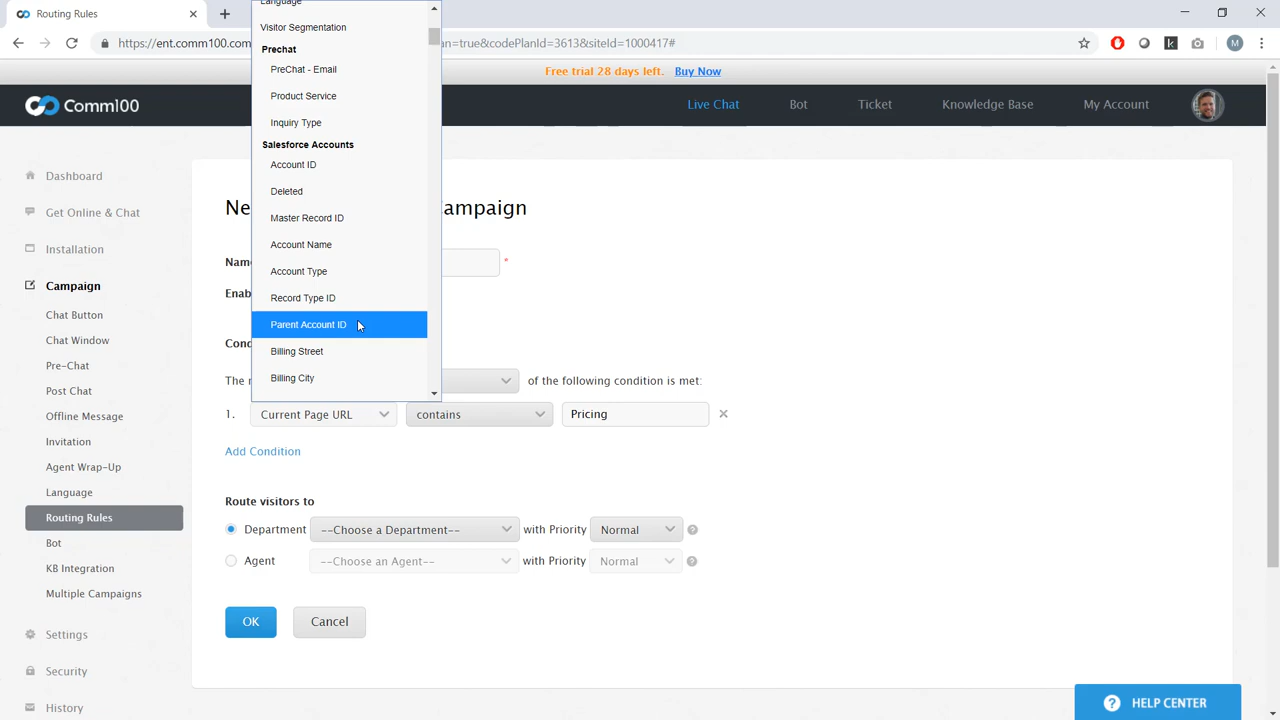 Routing Rules
https://ent.comm100.com
an=true&codePlanId=3613&siteId=1000417#
M
Free trial 28 days left. Buy Now
Comm100
Live Chat
Bot
Ticket
Knowledge Base
My Account
Language
Visitor Segmentation
Prechat
PreChat - Email
Product Service
Inquiry Type
Salesforce Accounts
Account ID
Deleted
Master Record ID
Account Name
Account Type
Record Type ID
Parent Account ID
Billing Street
Billing City
Dashboard
Get Online & Chat
Installation
Campaign
Chat Button
Chat Window
Pre-Chat
Post Chat
Offline Message
Invitation
Agent Wrap-Up
Language
Routing Rules
Bot
KB Integration
Multiple Campaigns
Settings
Security
History
Ne
ampaign
Nam
*
Enab
Cond
The r
of the following condition is met:
1. Current Page URL contains Pricing
Add Condition
Route visitors to
Department --Choose a Department-- with Priority Normal ?
Agent --Choose an Agent-- with Priority Normal ?
OK Cancel
? HELP CENTER